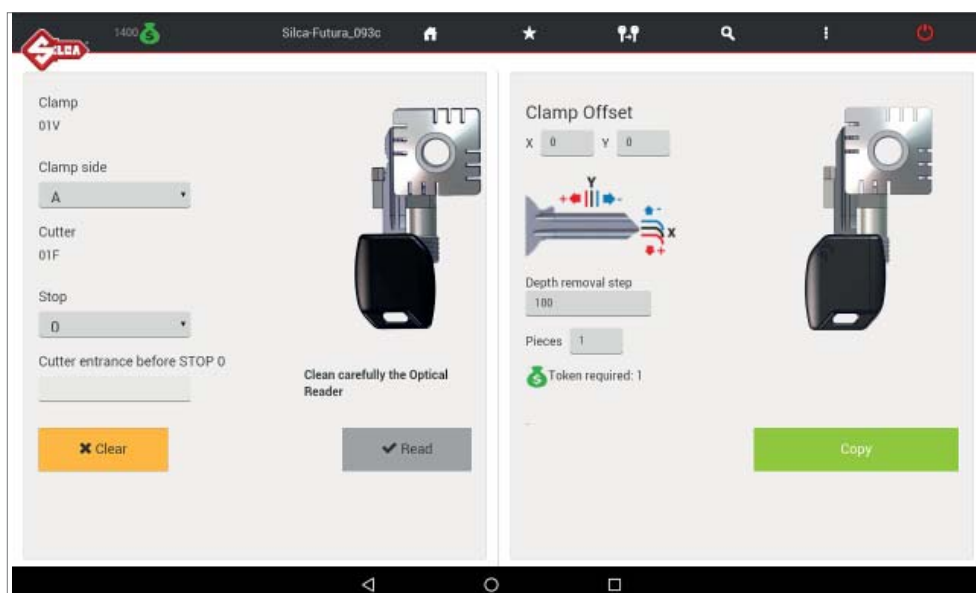 SILCA
1400
Silca-Futura_093c
Clamp
01V
Clamp side
A
Cutter
01F
Stop
0
Cutter entrance before STOP 0
Clean carefully the Optical
Reader
Clear
Read
Clamp Offset
X 0 Y 0
Y
+ -
-
X
+
Depth removal step
100
Pieces 1
Token required: 1
Copy